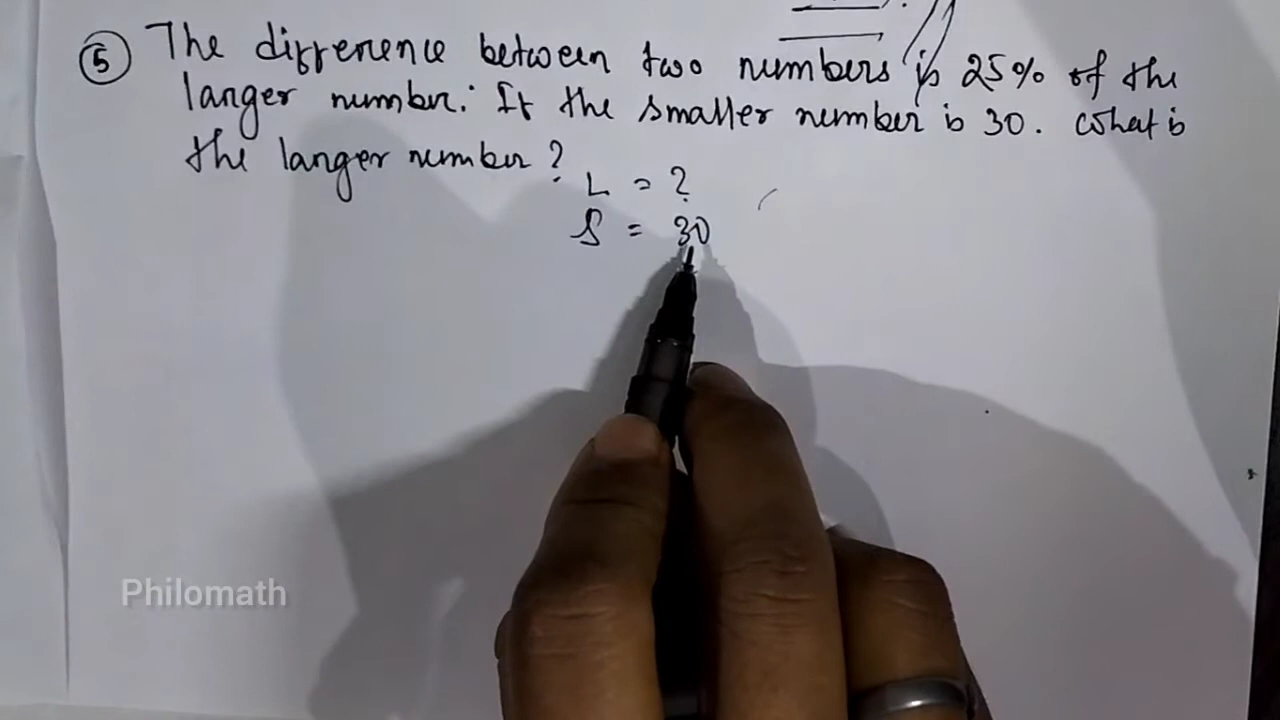 5 The difference between two numbers is 25% of the
larger number. If the smaller number is 30. What is
the larger number?
L = ?
S = 30
Philomath